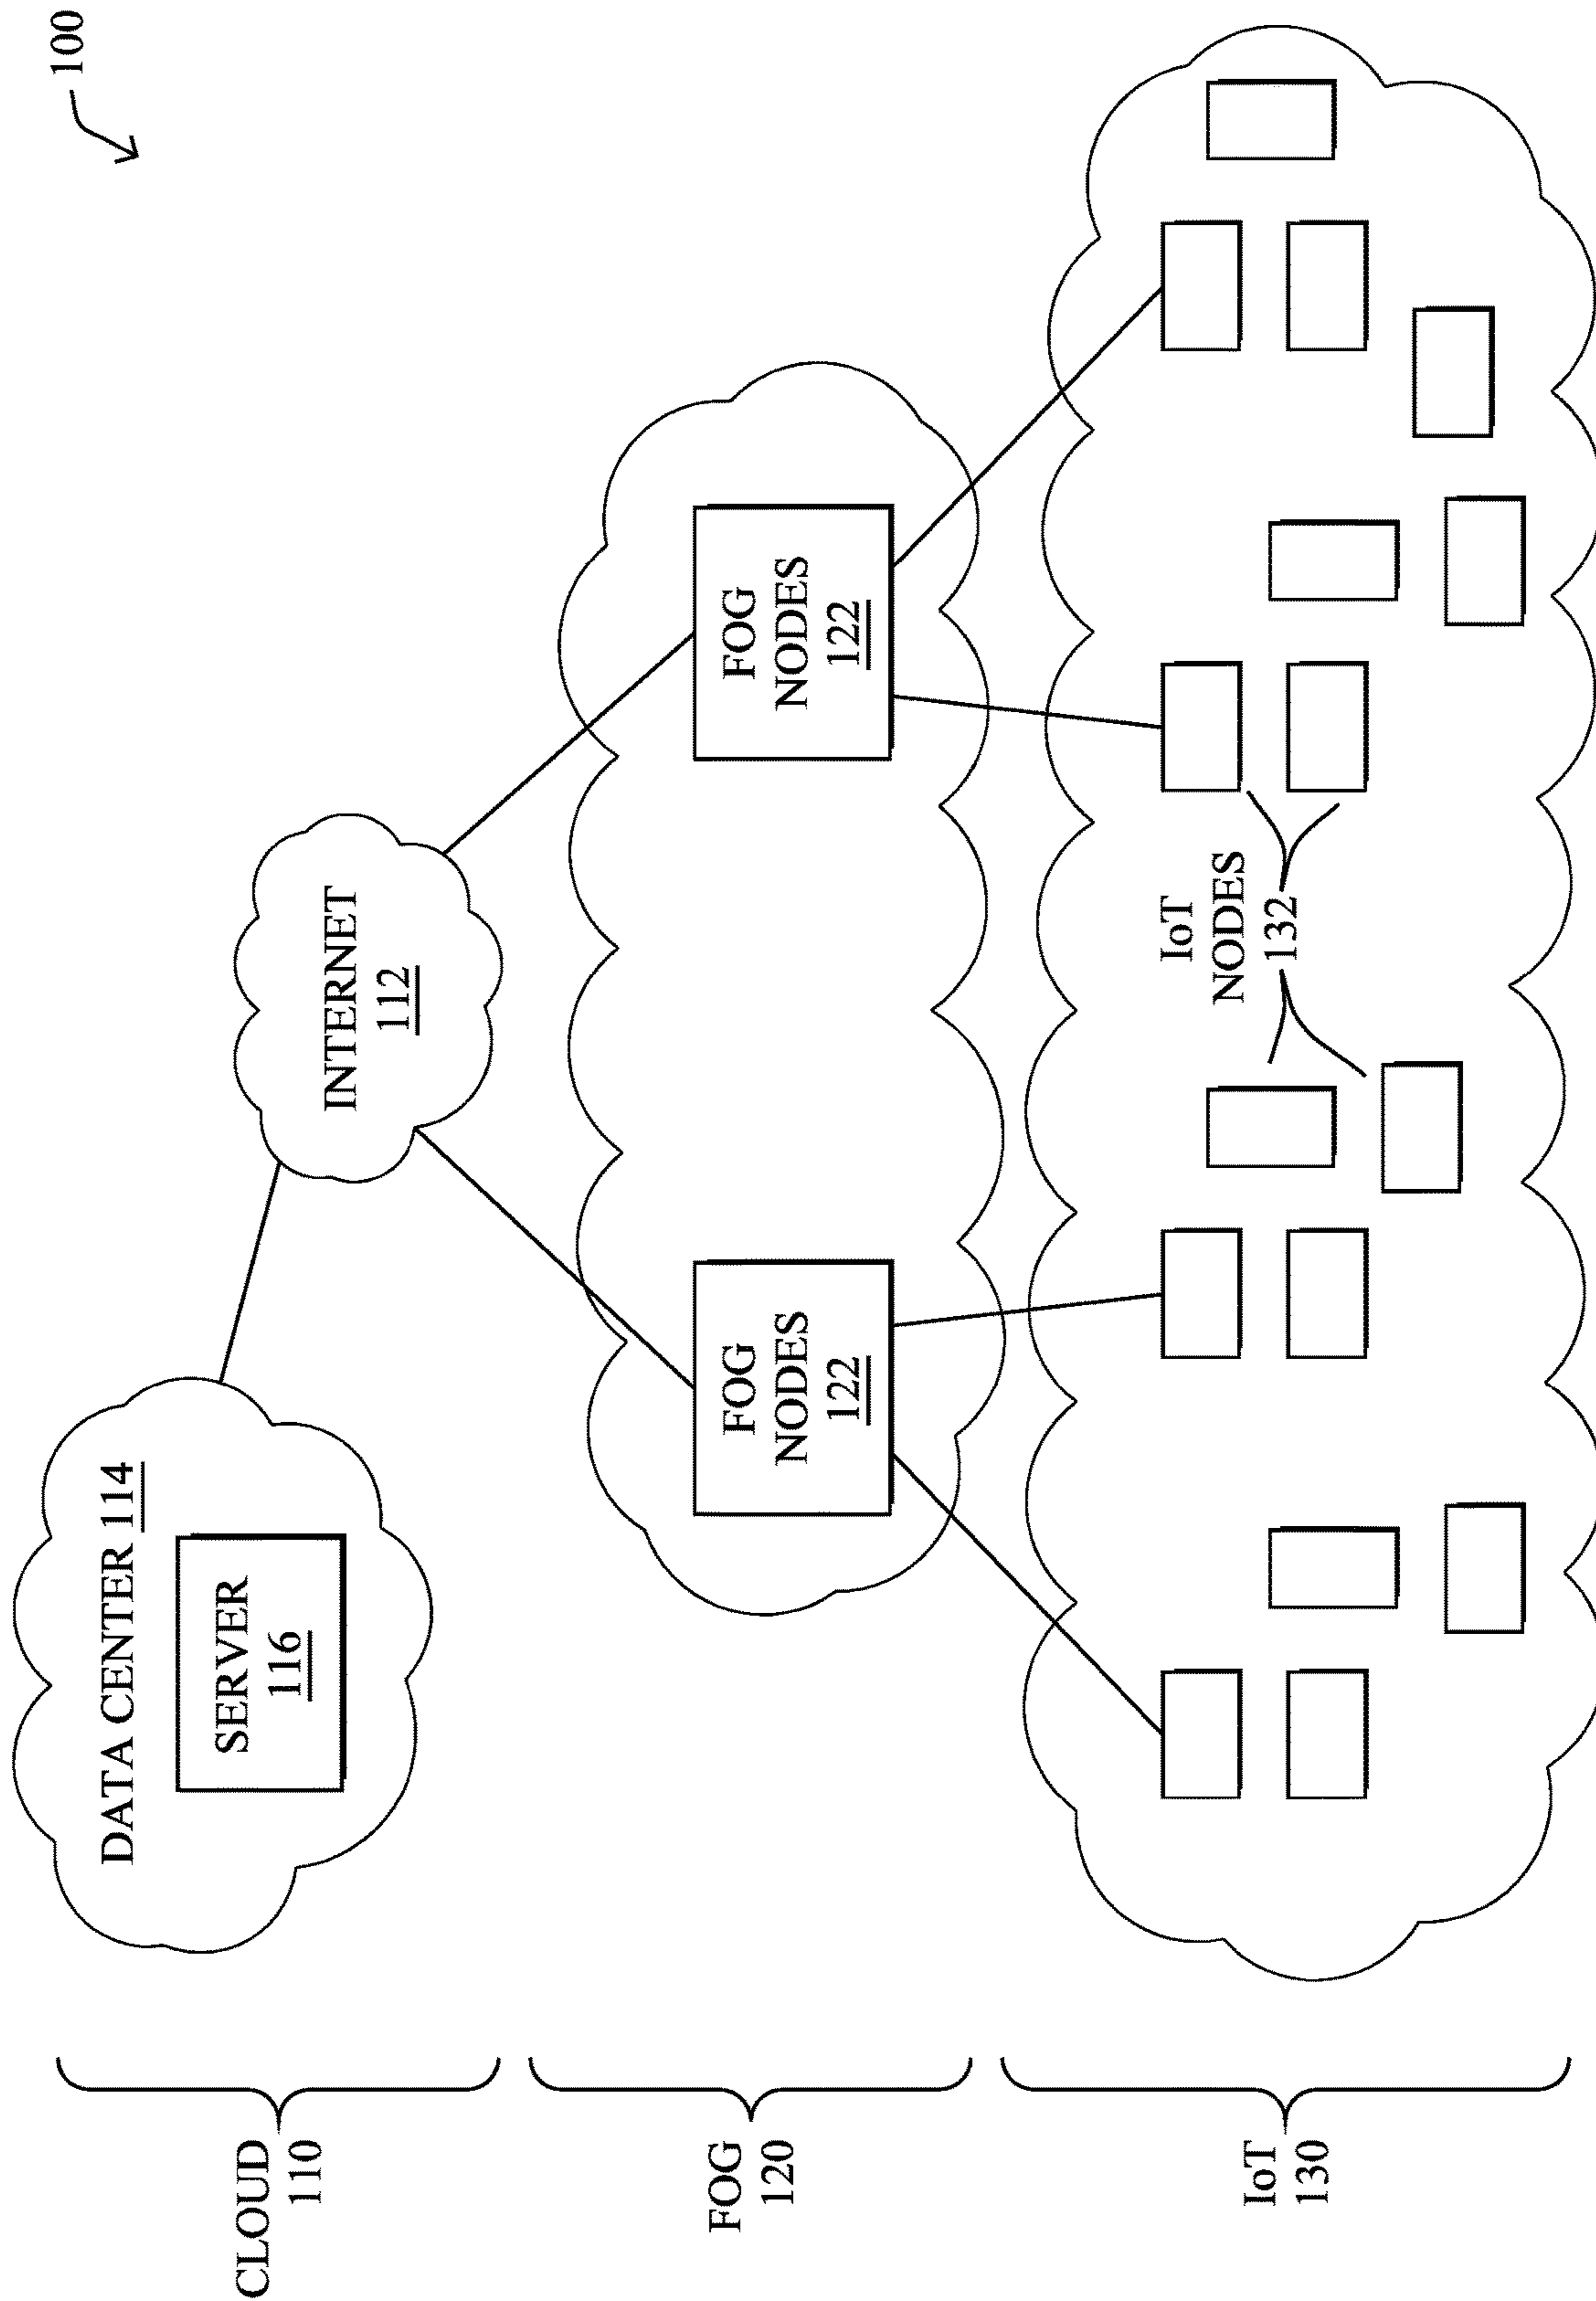 100
CLOUD
110
DATA CENTER 114
SERVER
116
INTERNET
112
FOG
120
FOG
NODES
122
FOG
NODES
122
IoT
130
IoT
NODES
132